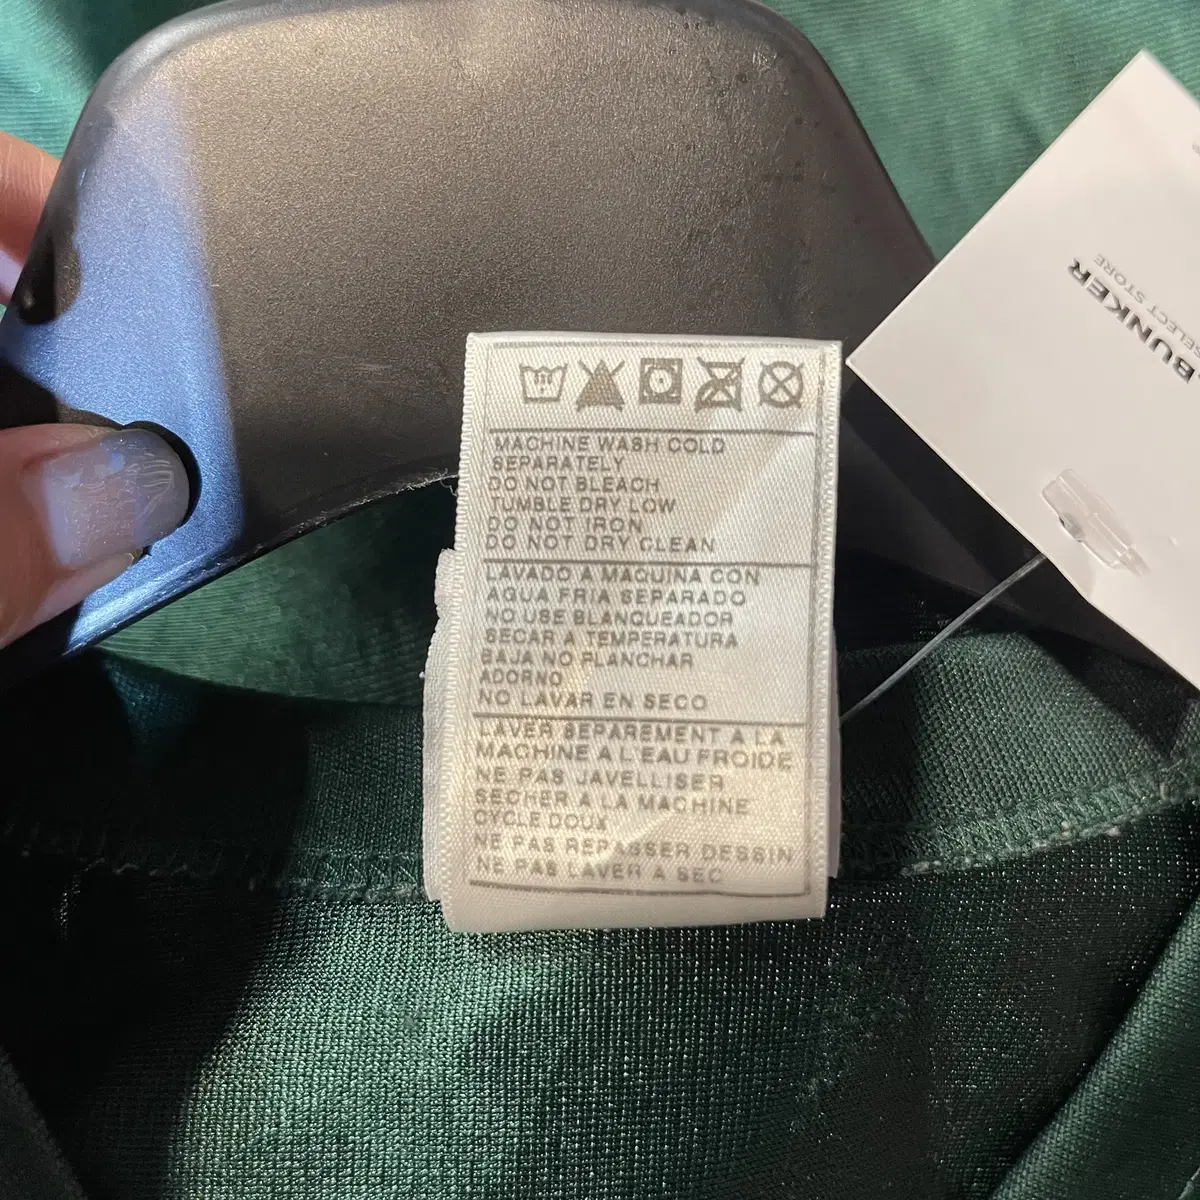 MACHINE WASH COLD
SEPARATELY
DO NOT BLEACH
TUMBLE DRY LOW
DO NOT IRON
DO NOT DRY CLEAN
LAVADO A MAQUINA CON
AGUA FRIA SEPARADO
NO USE BLANQUEADOR
SECAR A TEMPERATURA
BAJA NO PLANCHAR
ADORNO
NO LAVAR EN SECO
LAVER SEPAREMENT A LA
MACHINE A L'EAU FROIDE
NE PAS JAVELLISER
SECHER A LA MACHINE
CYCLE DOUX
NE PAS REPASSER DESSIN
NE PAS LAVER A SEC
BUNKER
SELECT STORE